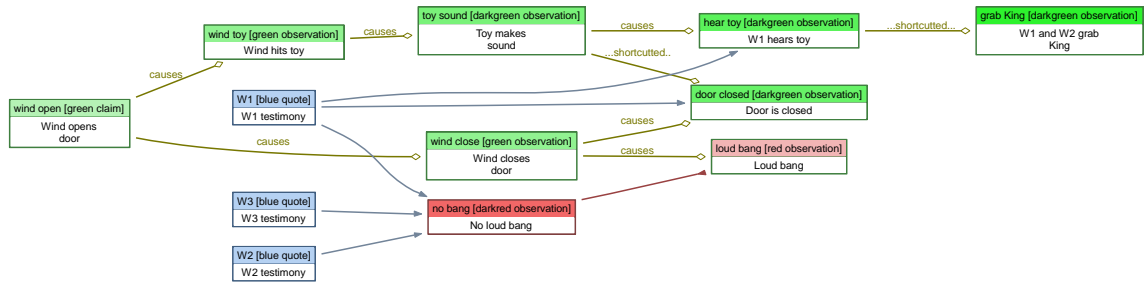 toy sound [darkgreen observation]
Toy makes
sound
hear toy [darkgreen observation]
W1 hears toy
grab King [darkgreen observation]
W1 and W2 grab
King
wind toy [green observation]
Wind hits toy
causes
causes
...shortcutted...
...shortcutted..
causes
wind open [green claim]
Wind opens
door
W1 [blue quote]
W1 testimony
door closed [darkgreen observation]
Door is closed
causes
causes
causes
wind close [green observation]
Wind closes
door
loud bang [red observation]
Loud bang
W3 [blue quote]
W3 testimony
no bang [darkred observation]
No loud bang
W2 [blue quote]
W2 testimony